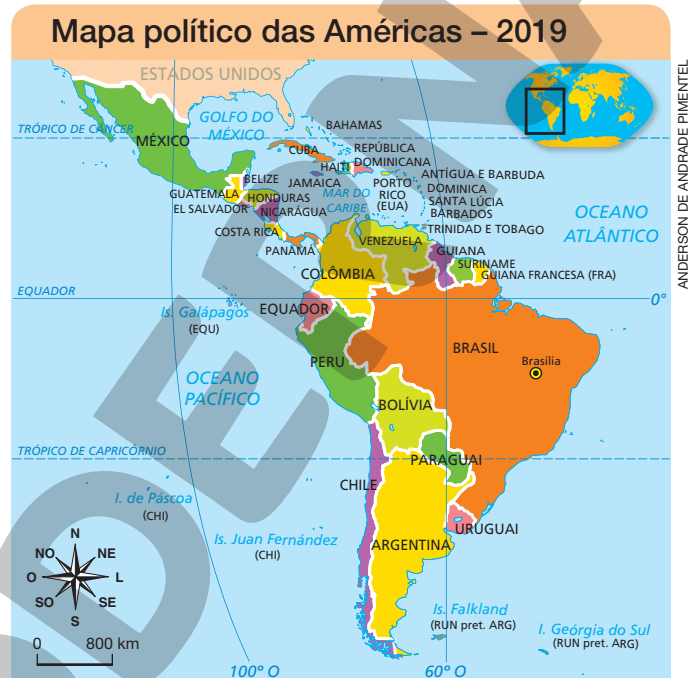 Mapa político das Américas – 2019
ANDERSON DE ANDRADE PIMENTEL
ESTADOS UNIDOS
GOLFO DO
MÉXICO
TRÓPICO DE CÂNCER
MÉXICO
BAHAMAS
CUBA
REPÚBLICA
DOMINICANA
HAITI
BELIZE
JAMAICA
PORTO
RICO
(EUA)
ANTÍGUA E BARBUDA
DOMINICA
SANTA LÚCIA
BARBADOS
TRINIDAD E TOBAGO
GUATEMALA
HONDURAS
MAR DO
CARIBE
EL SALVADOR
NICARÁGUA
COSTA RICA
PANAMÁ
OCEANO
ATLÂNTICO
VENEZUELA
GUIANA
SURINAME
GUIANA FRANCESA (FRA)
COLÔMBIA
EQUADOR
0°
Is. Galápagos
(EQU)
EQUADOR
PERU
BRASIL
Brasília
OCEANO
PACÍFICO
BOLÍVIA
TRÓPICO DE CAPRICÓRNIO
PARAGUAI
CHILE
I. de Páscoa
(CHI)
Is. Juan Fernández
(CHI)
URUGUAI
ARGENTINA
N
NO
NE
O
L
SO
SE
S
Is. Falkland
(RUN pret. ARG)
I. Geórgia do Sul
(RUN pret. ARG)
0 800 km
100° O
60° O